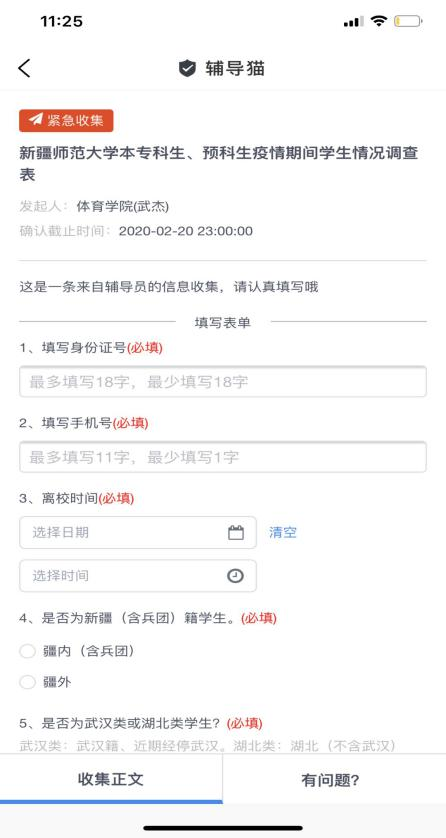 11:25
辅导猫
紧急收集
新疆师范大学本专科生、预科生疫情期间学生情况调查
表
发起人：体育学院(武杰)
确认截止时间：2020-02-20 23:00:00
这是一条来自辅导员的信息收集，请认真填写哦
填写表单
1、填写身份证号(必填)
最多填写18字，最少填写18字
2、填写手机号(必填)
最多填写11字，最少填写1字
3、离校时间(必填)
选择日期 清空
选择时间
4、是否为新疆（含兵团）籍学生。(必填)
疆内（含兵团）
疆外
5、是否为武汉类或湖北类学生？(必填)
武汉类：武汉籍、近期经停武汉。湖北类：湖北（不含武汉）
收集正文 有问题?